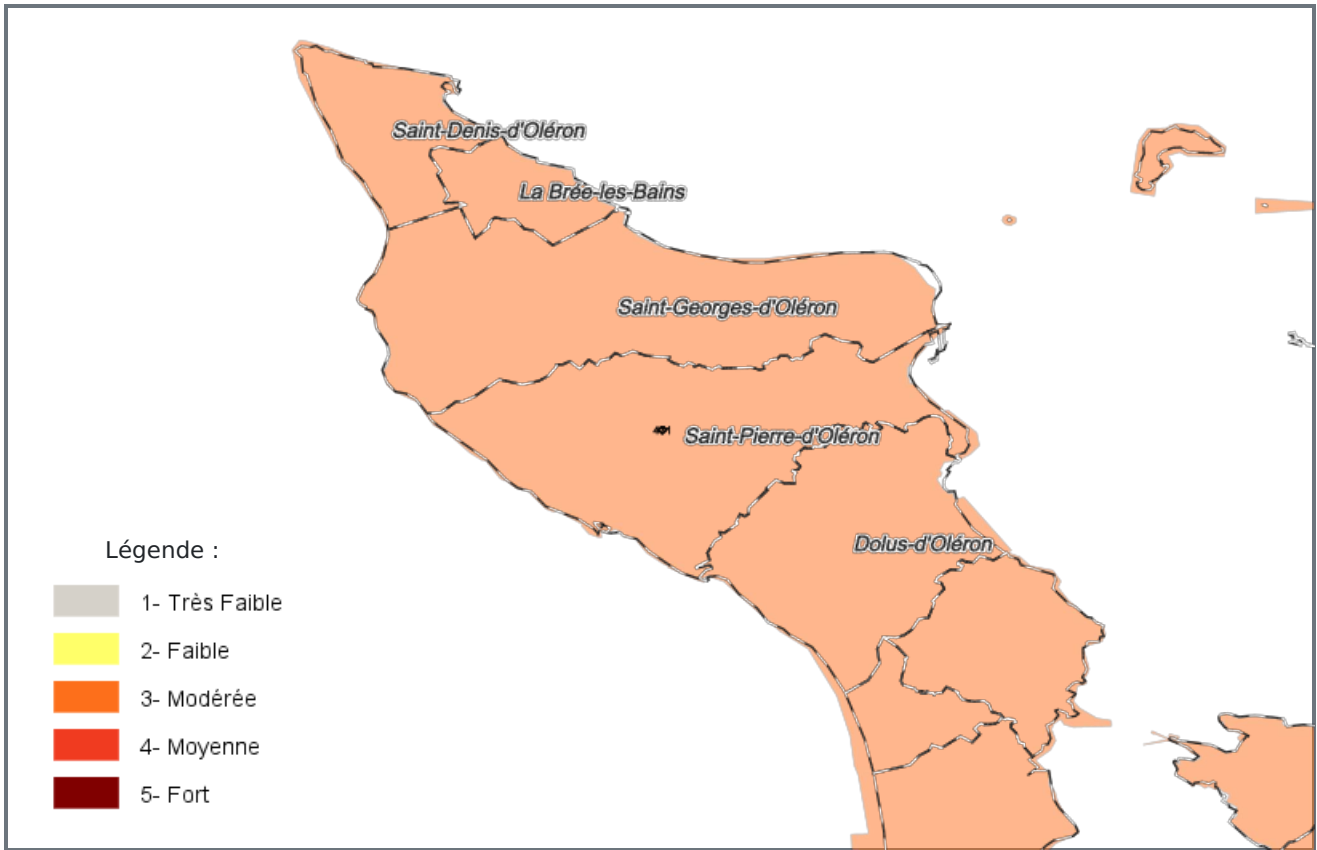 Saint-Denis-d'Oléron
La Brée-les-Bains
Saint-Georges-d'Oléron
Saint-Pierre-d'Oléron
Dolus-d'Oléron
Légende :
1- Très Faible
2- Faible
3- Modérée
4- Moyenne
5- Fort